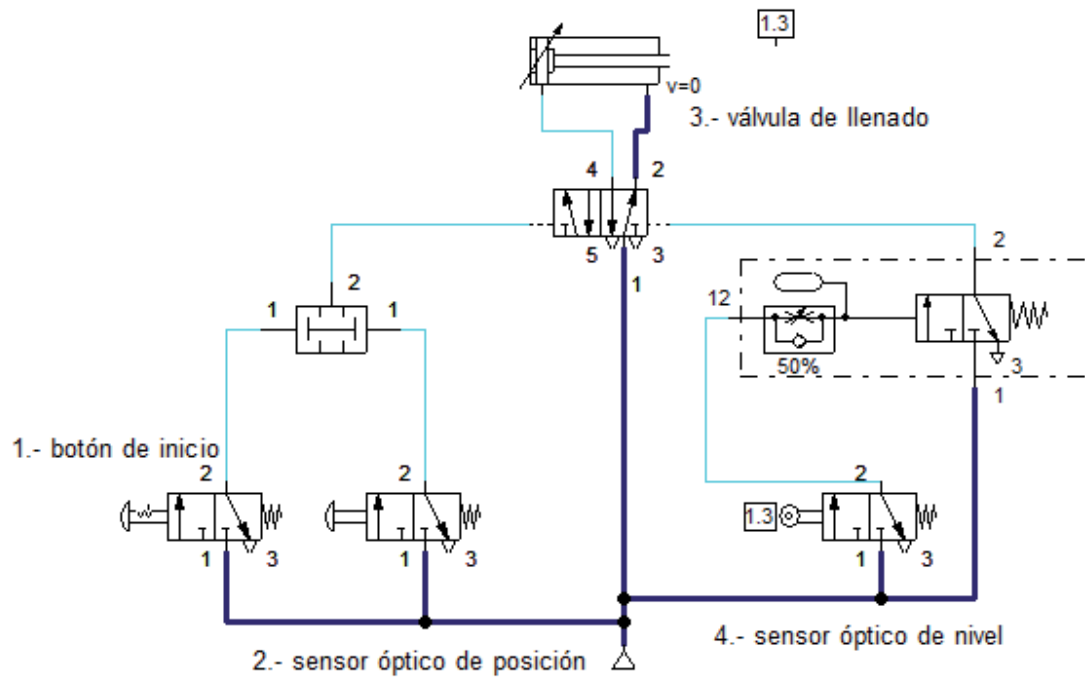 1.3
v=0
3.- válvula de llenado
4 2
5 3
1
2
2
1 1
12
50%
3
1
1.- botón de inicio
2 2 2
1.3
1 3 1 3 1 3
4.- sensor óptico de nivel
2.- sensor óptico de posición